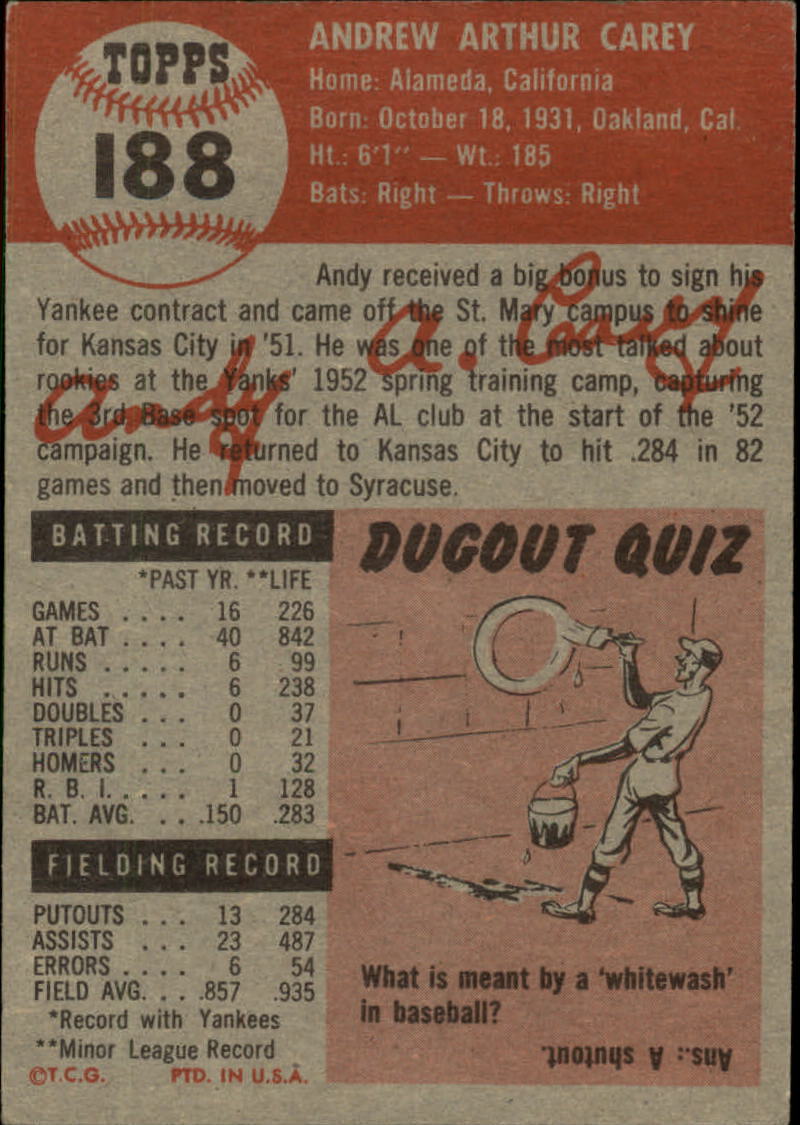 TOPPS
188
ANDREW ARTHUR CAREY
Home: Alameda, California
Born: October 18, 1931, Oakland, Cal.
Ht.: 6'1" — Wt.: 185
Bats: Right — Throws: Right
Andy received a big bonus to sign his
Yankee contract and came off the St. Mary campus to shine
for Kansas City in '51. He was one of the most talked about
rookies at the Yanks' 1952 spring training camp, capturing
the 3rd Base spot for the AL club at the start of the '52
campaign. He returned to Kansas City to hit .284 in 82
games and then moved to Syracuse.
Andy A. Carey
BATTING RECORD
*PAST YR. **LIFE
GAMES . . . . 16 226
AT BAT . . . . 40 842
RUNS . . . . . 6 99
HITS . . . . . . 6 238
DOUBLES . . . 0 37
TRIPLES . . . 0 21
HOMERS . . . 0 32
R. B. I. . . . . . 1 128
BAT. AVG. . . . .150 .283
FIELDING RECORD
PUTOUTS . . . 13 284
ASSISTS . . . 23 487
ERRORS . . . . 6 54
FIELD AVG. . . .857 .935
*Record with Yankees
**Minor League Record
©T.C.G. PTD. IN U.S.A.
DUGOUT QUIZ
What is meant by a 'whitewash'
in baseball?
Ans.: A shutout.